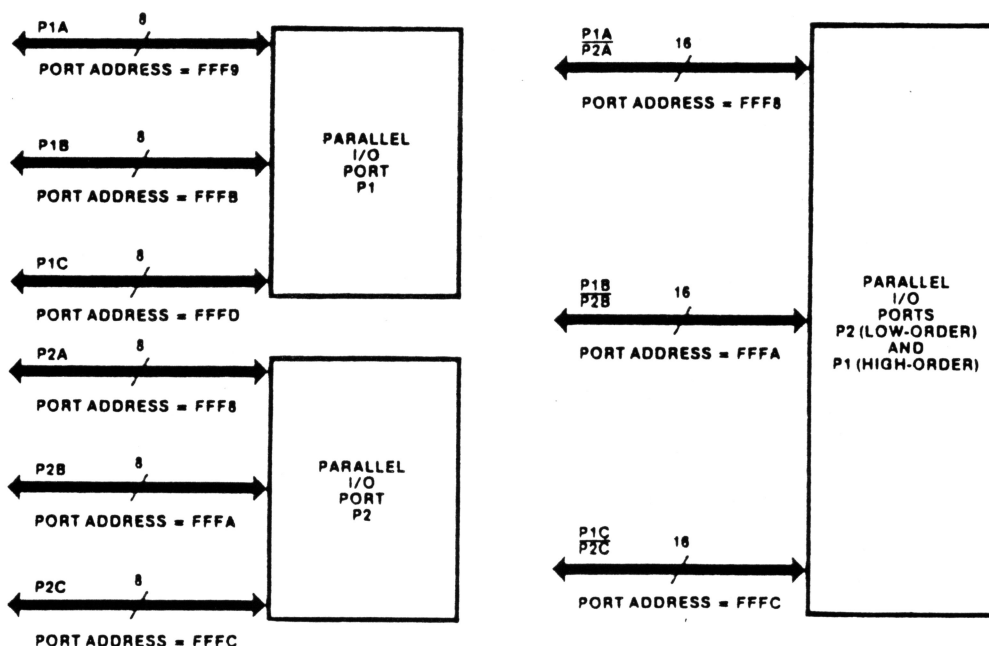 P1A
8
PORT ADDRESS = FFF9
P1B
8
PORT ADDRESS = FFFB
P1C
8
PORT ADDRESS = FFFD
PARALLEL
I/O
PORT
P1
P2A
8
PORT ADDRESS = FFF8
P2B
8
PORT ADDRESS = FFFA
P2C
8
PORT ADDRESS = FFFC
PARALLEL
I/O
PORT
P2
P1A
P2A
16
PORT ADDRESS = FFF8
P1B
P2B
16
PORT ADDRESS = FFFA
P1C
P2C
16
PORT ADDRESS = FFFC
PARALLEL
I/O
PORTS
P2 (LOW-ORDER)
AND
P1 (HIGH-ORDER)